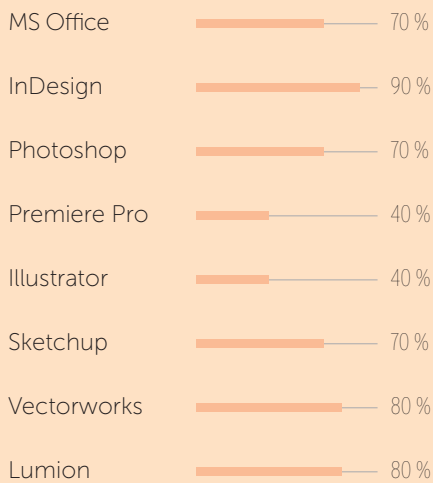 MS Office 70 %
InDesign 90 %
Photoshop 70 %
Premiere Pro 40 %
Illustrator 40 %
Sketchup 70 %
Vectorworks 80 %
Lumion 80 %